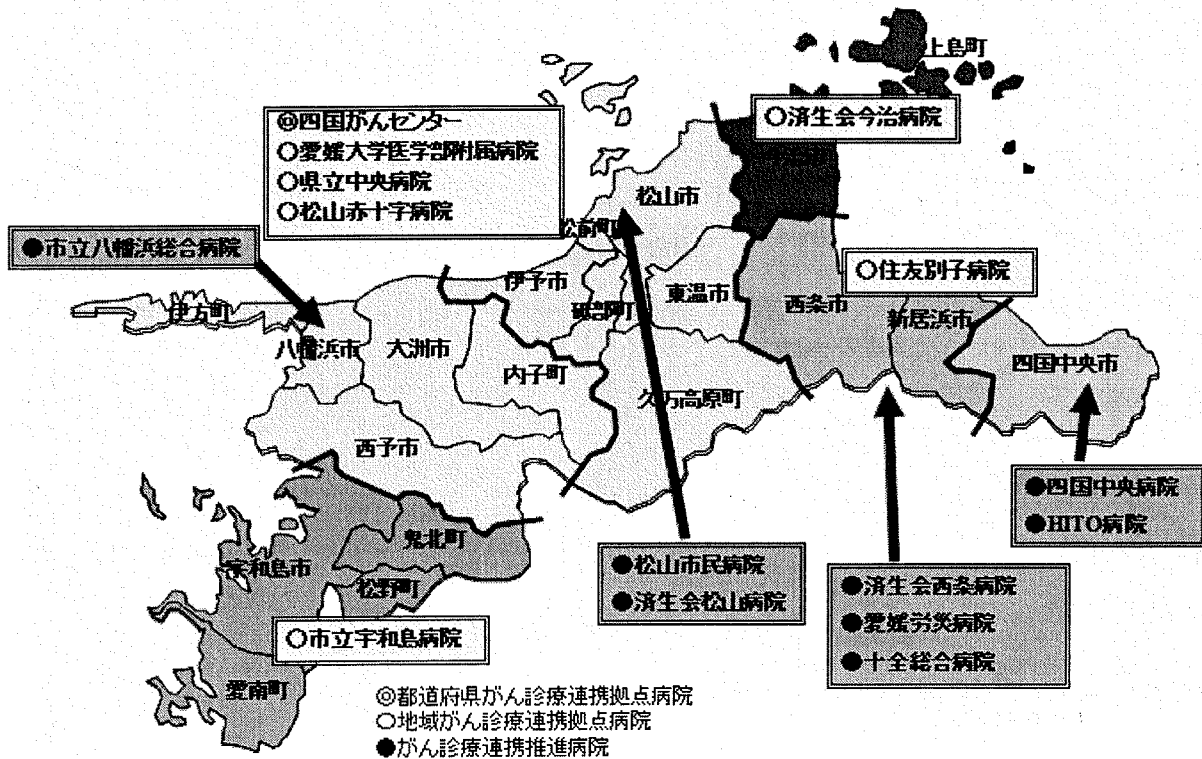 上島町
○済生会今治病院
◎四国がんセンター
○愛媛大学医学部附属病院
○県立中央病院
○松山赤十字病院
松山市
松前町
●市立八幡浜総合病院
○住友別子病院
伊予市
東温市
砥部町
西条市
新居浜市
伊方町
八幡浜市
大洲市
内子町
久万高原町
四国中央市
西予市
●四国中央病院
●HITO病院
鬼北町
宇和島市
松野町
●松山市民病院
●済生会松山病院
●済生会西条病院
●愛媛労災病院
●十全総合病院
○市立宇和島病院
愛南町
◎都道府県がん診療連携拠点病院
○地域がん診療連携拠点病院
●がん診療連携推進病院